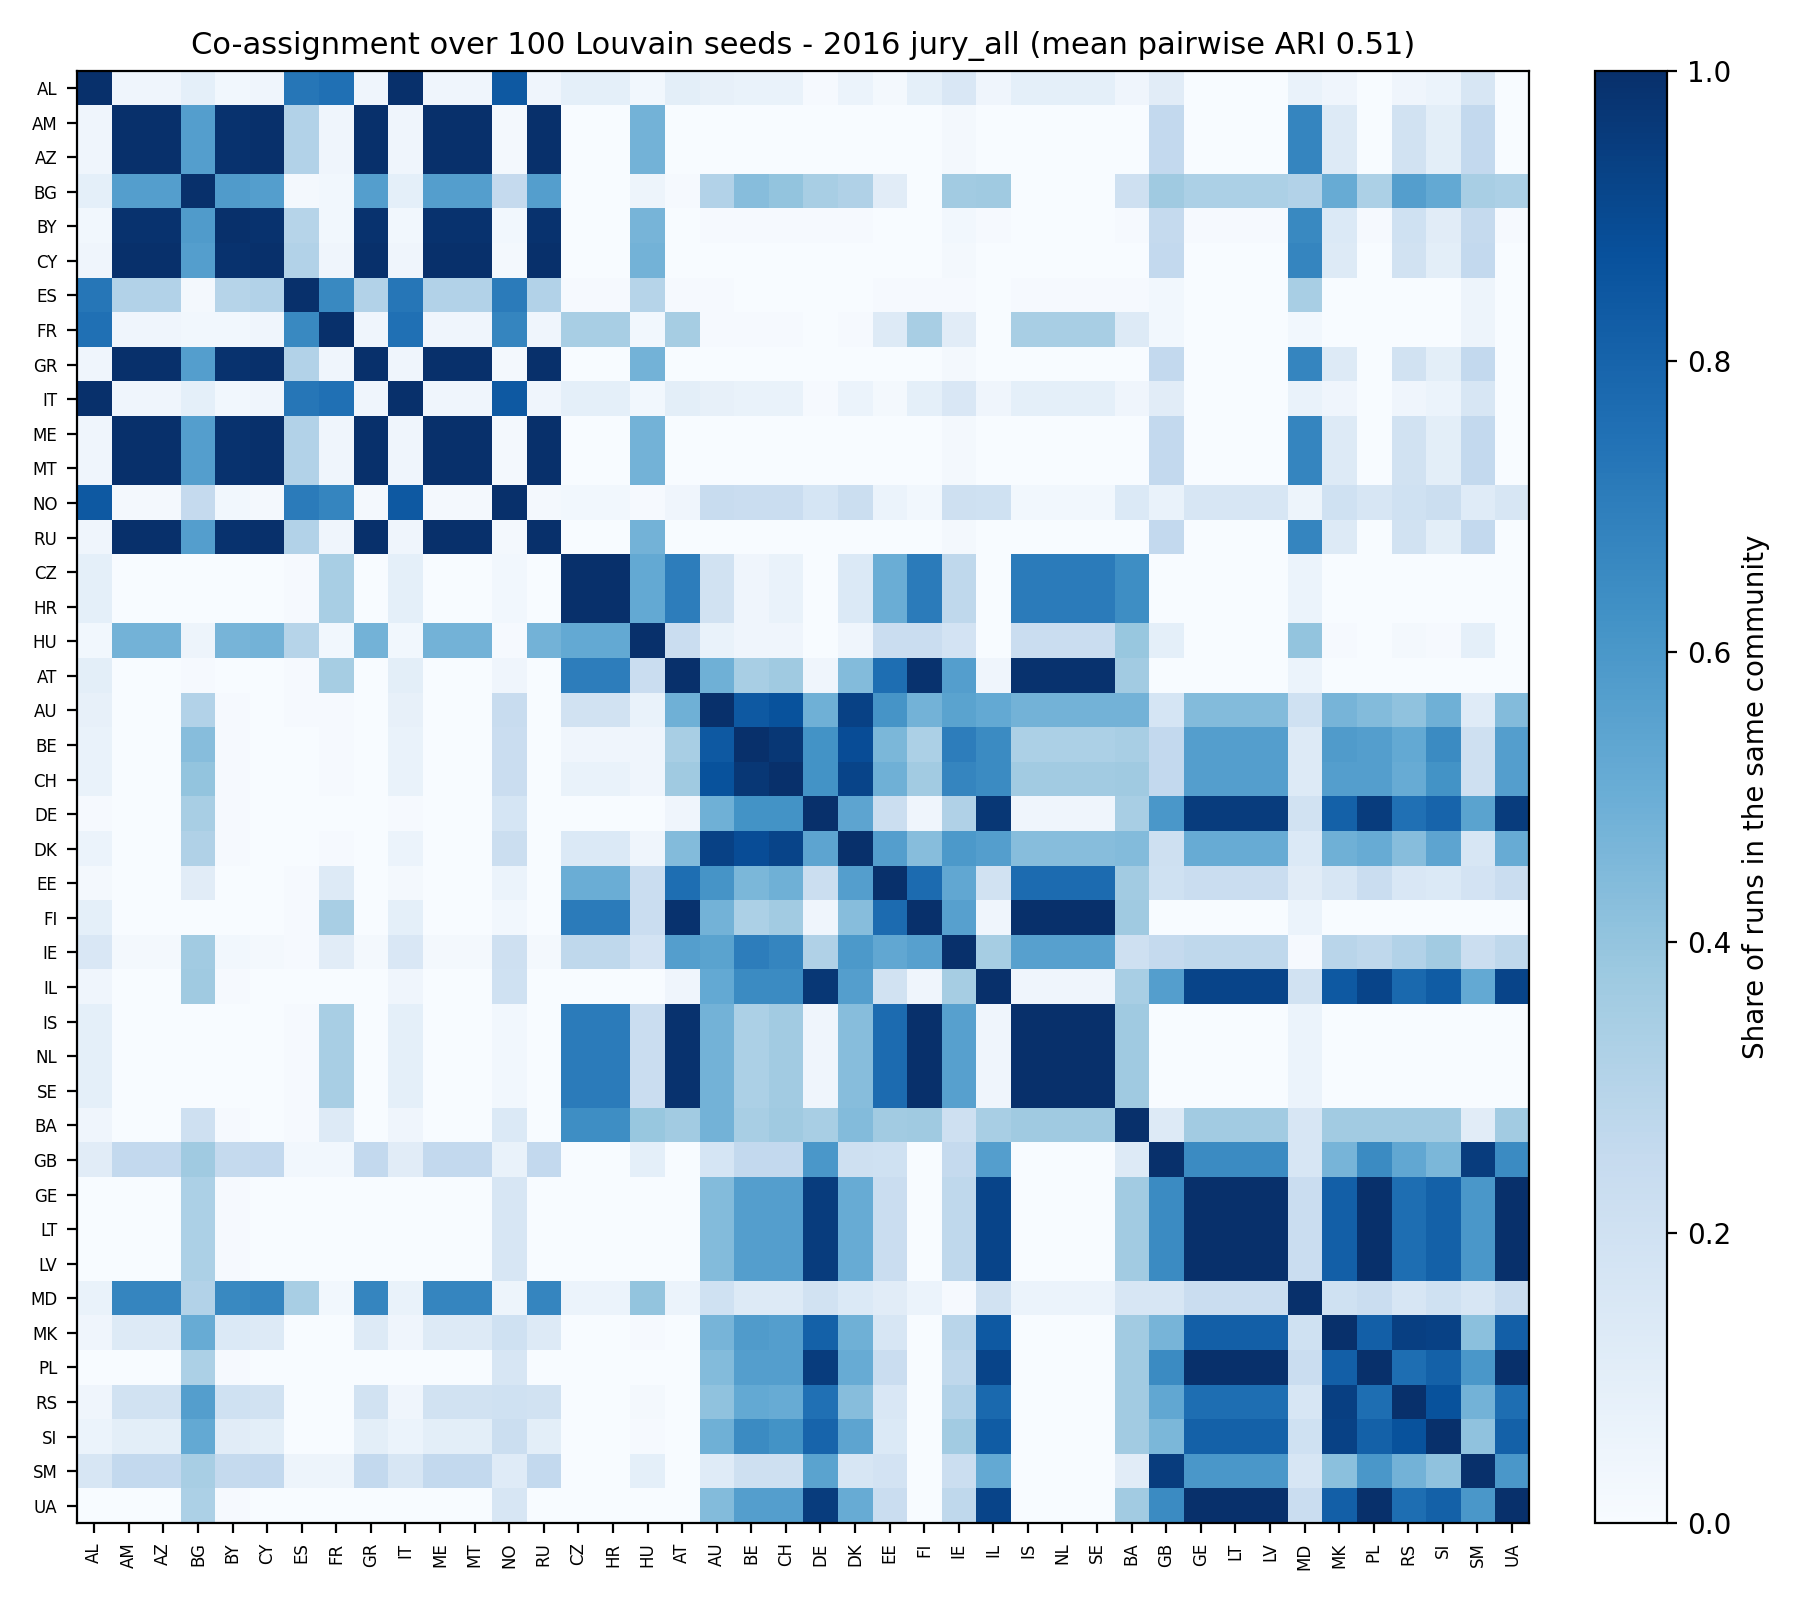 Co-assignment over 100 Louvain seeds - 2016 jury_all (mean pairwise ARI 0.51)
AL
AM
AZ
BG
BY
CY
ES
FR
GR
IT
ME
MT
NO
RU
CZ
HR
HU
AT
AU
BE
CH
DE
DK
EE
FI
IE
IL
IS
NL
SE
BA
GB
GE
LT
LV
MD
MK
PL
RS
SI
SM
UA
AL AM AZ BG BY CY ES FR GR IT ME MT NO RU CZ HR HU AT AU BE CH DE DK EE FI IE IL IS NL SE BA GB GE LT LV MD MK PL RS SI SM UA
1.0
0.8
0.6
0.4
0.2
0.0
Share of runs in the same community